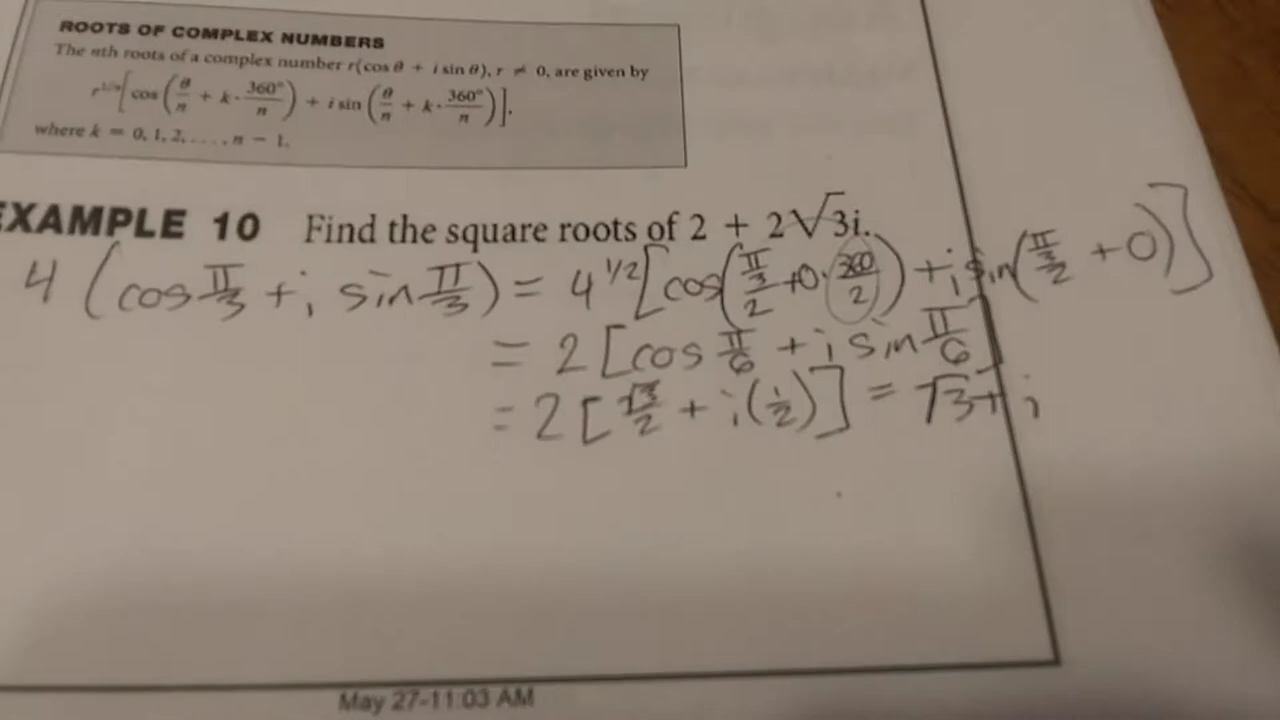 ROOTS OF COMPLEX NUMBERS
The nth roots of a complex number r(cos θ + i sin θ), r ≠ 0, are given by
r^{1/n}[cos(θ/n + k·360°/n) + i sin(θ/n + k·360°/n)].
where k = 0, 1, 2, . . . , n − 1.
EXAMPLE 10 Find the square roots of 2 + 2√3i.
4 (cos π/3 + i sin π/3) = 4^{1/2}[cos((π/3)/2 + 0·360/2) + i sin((π/3)/2 + 0)]
= 2 [cos π/6 + i sin π/6]
= 2 [√3/2 + i(1/2)] = √3 + i
May 27-11:03 AM